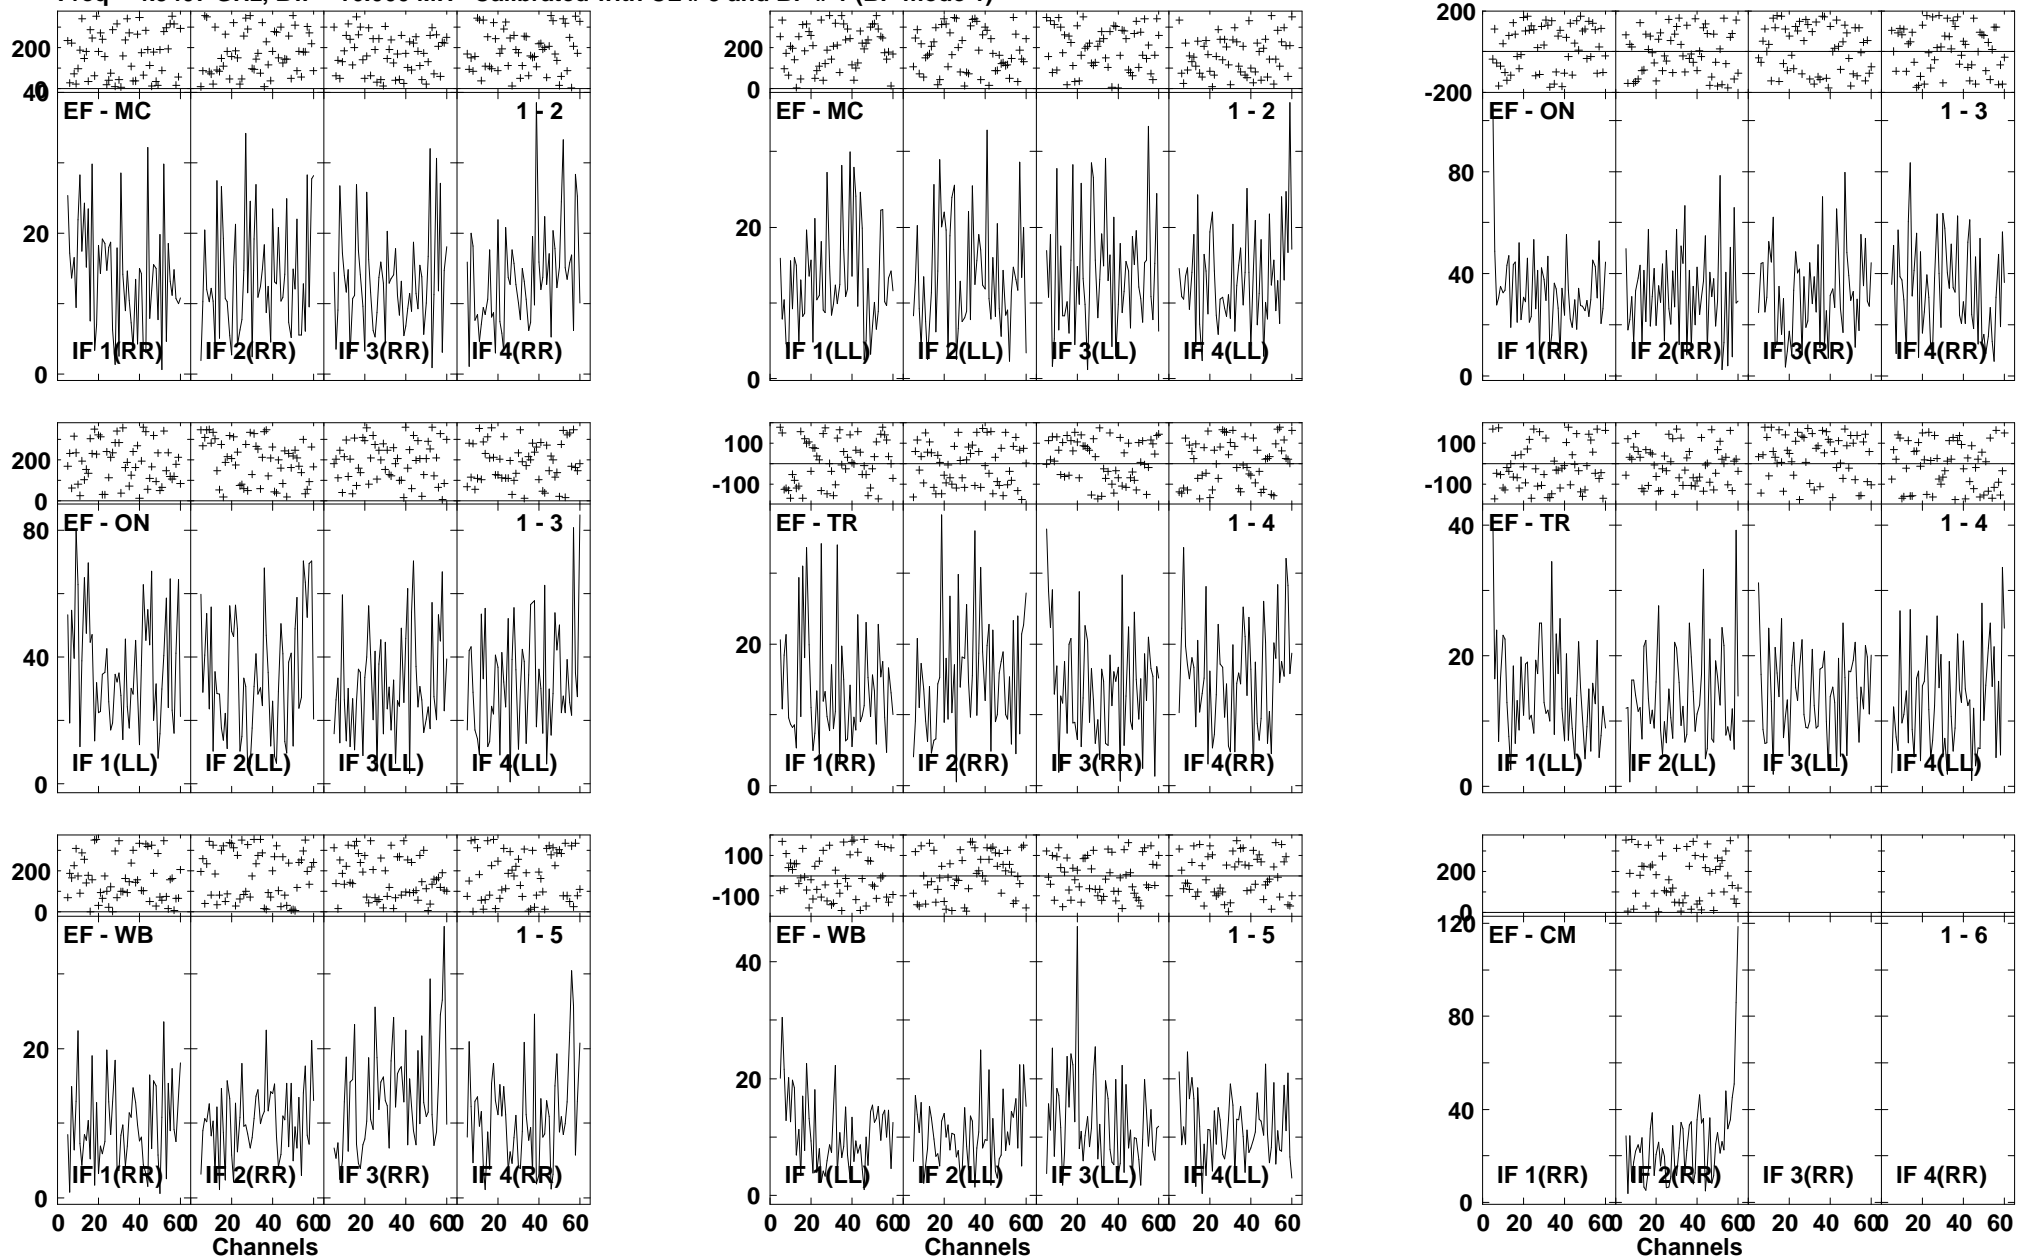 200
0
200
0
200
-200
40
20
0
EF - MC
1 - 2
IF 1(RR)
IF 2(RR)
IF 3(RR)
IF 4(RR)
20
0
EF - MC
1 - 2
IF 1(LL)
IF 2(LL)
IF 3(LL)
IF 4(LL)
80
40
0
EF - ON
1 - 3
IF 1(RR)
IF 2(RR)
IF 3(RR)
IF 4(RR)
200
0
100
-100
100
-100
80
40
0
EF - ON
1 - 3
IF 1(LL)
IF 2(LL)
IF 3(LL)
IF 4(LL)
20
0
EF - TR
1 - 4
IF 1(RR)
IF 2(RR)
IF 3(RR)
IF 4(RR)
40
20
0
EF - TR
1 - 4
IF 1(LL)
IF 2(LL)
IF 3(LL)
IF 4(LL)
200
0
100
-100
200
0
20
0
EF - WB
1 - 5
IF 1(RR)
IF 2(RR)
IF 3(RR)
IF 4(RR)
40
20
0
EF - WB
1 - 5
IF 1(LL)
IF 2(LL)
IF 3(LL)
IF 4(LL)
120
80
40
0
EF - CM
1 - 6
IF 1(RR)
IF 2(RR)
IF 3(RR)
IF 4(RR)
0 20 40 60 0 20 40 60 0 20 40 60 0 20 40 60
0 20 40 60 0 20 40 60 0 20 40 60 0 20 40 60
0 20 40 60 0 20 40 60 0 20 40 60 0 20 40 60
Channels
Channels
Channels